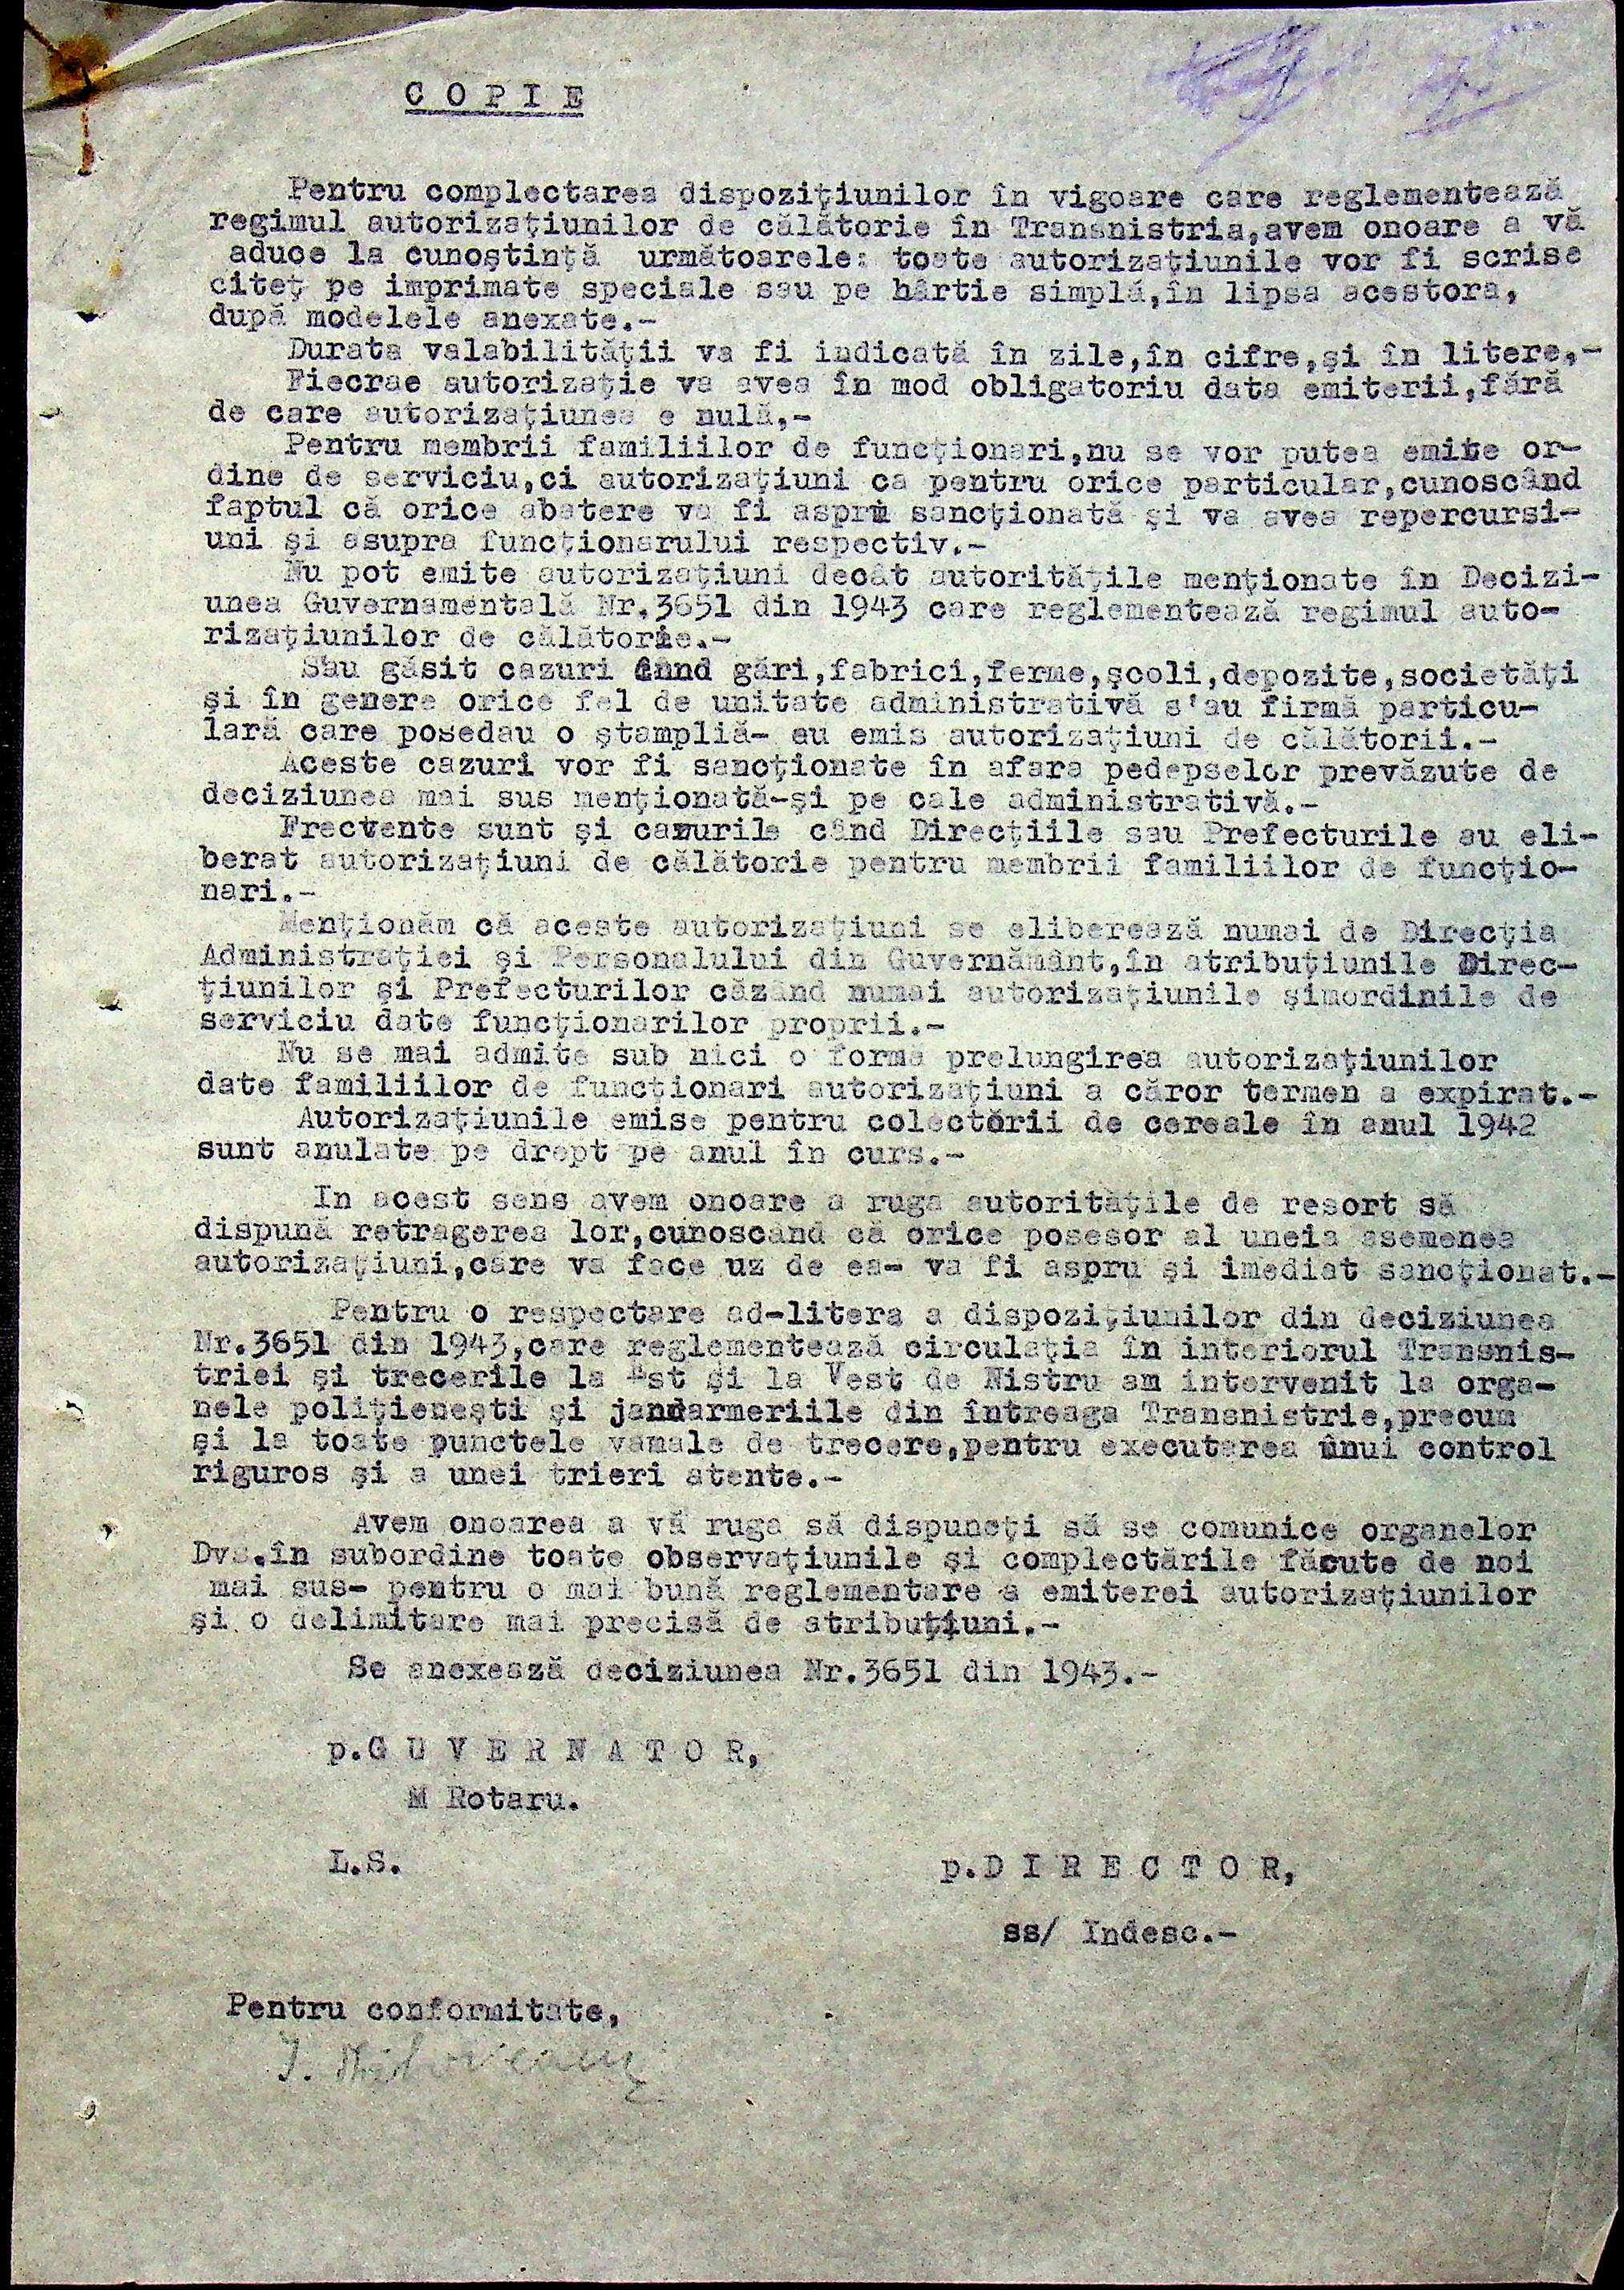 COPIE
Pentru complectarea dispozițiunilor în vigoare care reglementează
regimul autorizațiunilor de călătorie în Transnistria,avem onoare a vă
aduce la cunoștință următoarele: toate autorizațiunile vor fi scrise
citeț pe imprimate speciale sau pe hârtie simplă,în lipsa acestora,
după modelele anexate.-
Durata valabilității va fi indicată în zile,în cifre,și în litere,-
Fiecrae autorizație va avea în mod obligatoriu data emiterii,fără
de care autorizațiunea e nulă,-
Pentru membrii familiilor de funcționari,nu se vor putea emite or-
dine de serviciu,ci autorizațiuni ca pentru orice particular,cunoscând
faptul că orice abatere va fi aspru sancționată și va avea repercursi-
uni și asupra funcționarului respectiv.-
Nu pot emite autorizațiuni decât autoritățile menționate în Decizi-
unea Guvernamentală Nr.3651 din 1943 care reglementează regimul auto-
rizațiunilor de călătorie.-
Sau găsit cazuri când gări,fabrici,ferme,școli,depozite,societăți
și în genere orice fel de unitate administrativă s'au firmă particu-
lară care posedau o ștampliă- au emis autorizațiuni de călătorii.-
Aceste cazuri vor fi sancționate în afara pedepselor prevăzute de
deciziunea mai sus menționată-și pe cale administrativă.-
Frecvente sunt și cazurile când Direcțiile sau Prefecturile au eli-
berat autorizațiuni de călătorie pentru membrii familiilor de funcțio-
nari.-
Menționăm că aceste autorizațiuni se eliberează numai de Direcția
Administrației și Personalului din Guvernământ,în atribuțiunile Direc-
țiunilor și Prefecturilor căzând numai autorizațiunile șimordinile de
serviciu date funcționarilor proprii.-
Nu se mai admite sub nici o formă prelungirea autorizațiunilor
date familiilor de funcționari autorizațiuni a căror termen a expirat.-
Autorizațiunile emise pentru colectării de cereale în anul 1942
sunt anulate pe drept pe anul în curs.-
In acest sens avem onoare a ruga autoritățile de resort să
dispună retragerea lor,cunoscând că orice posesor al uneia asemenea
autorizațiuni,care va face uz de ea- va fi aspru și imediat sancționat.-
Pentru o respectare ad-litera a dispozițiunilor din deciziunea
Nr.3651 din 1943,care reglementează circulația în interiorul Transnis-
triei și trecerile la Est și la Vest de Nistru am intervenit la orga-
nele polițienești și jandarmeriile din întreaga Transnistrie,precum
și la toate punctele vamale de trecere,pentru executarea unui control
riguros și a unei trieri atente.-
Avem onoarea a vă ruga să dispuneți să se comunice organelor
Dvs.în subordine toate observațiunile și complectările făcute de noi
mai sus- pentru o mai bună reglementare a emiterei autorizațiunilor
și o delimitare mai precisă de atribuțiuni.-
Se anexează deciziunea Nr.3651 din 1943.-
p.GUVERNATOR,
M Rotaru.
L.S.
p.DIRECTOR,
ss/ Indesc.-
Pentru conformitate,